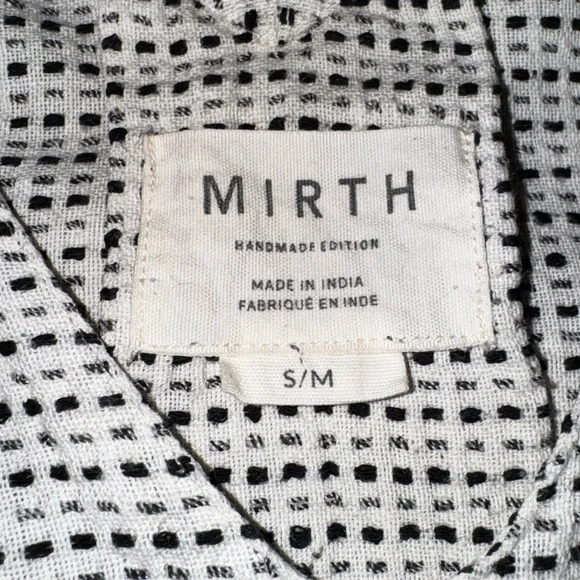 MIRTH
HANDMADE EDITION
MADE IN INDIA
FABRIQUÉ EN INDE
S/M